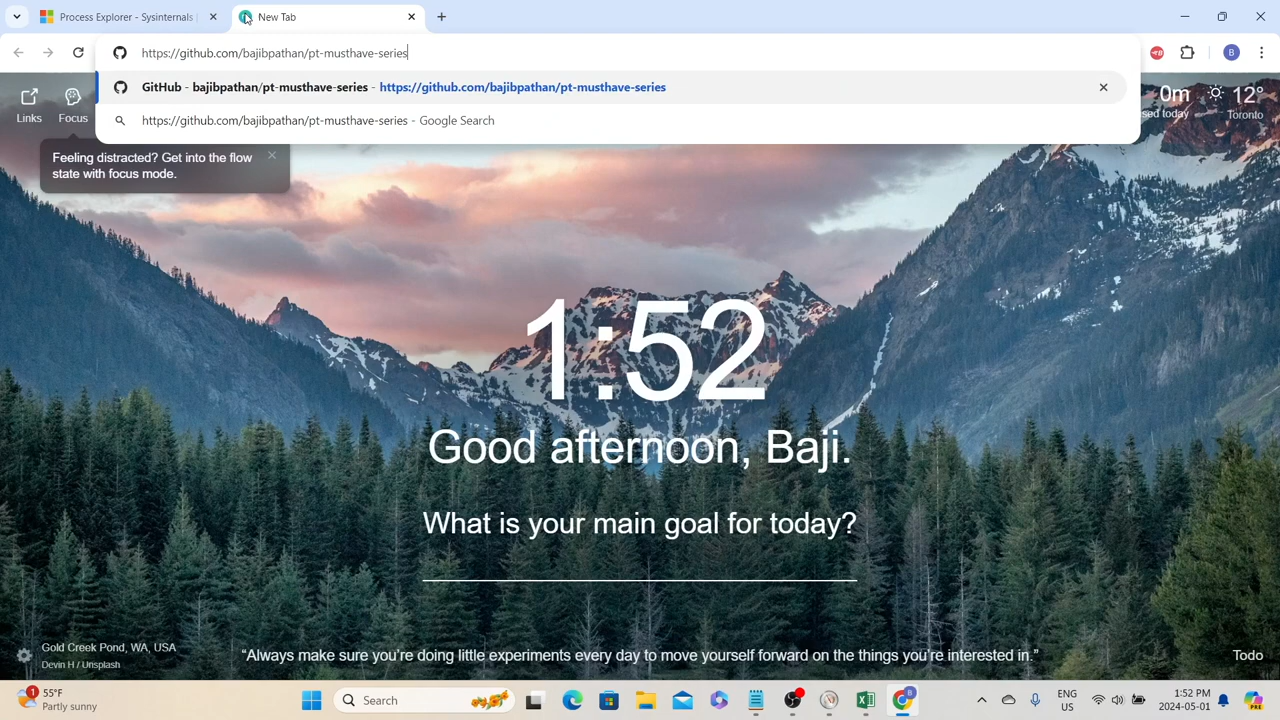 Process Explorer - Sysinternals
New Tab
https://github.com/bajibpathan/pt-musthave-series
B
GitHub - bajibpathan/pt-musthave-series - https://github.com/bajibpathan/pt-musthave-series
https://github.com/bajibpathan/pt-musthave-series - Google Search
Links
Focus
0m
sed today
12°
Toronto
Feeling distracted? Get into the flow
state with focus mode.
1:52
Good afternoon, Baji.
What is your main goal for today?
Gold Creek Pond, WA, USA
Devin H / Unsplash
“Always make sure you're doing little experiments every day to move yourself forward on the things you're interested in.”
Todo
1
55°F
Partly sunny
Search
B
ENG
US
1:52 PM
2024-05-01
PRE